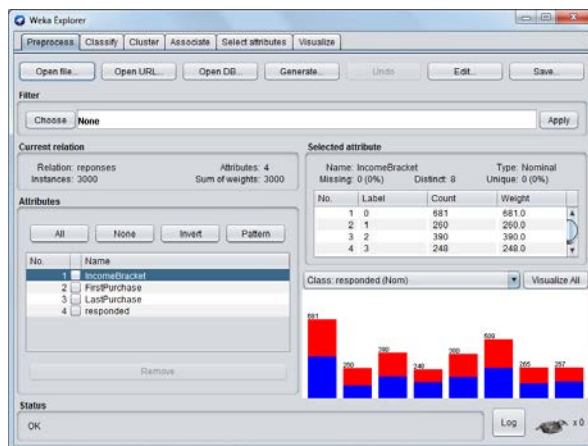 Weka Explorer
Preprocess Classify Cluster Associate Select attributes Visualize
Open file... Open URL... Open DB... Generate... Undo Edit... Save...
Filter
Choose None Apply
Current relation
Relation: reponses Attributes: 4
Instances: 3000 Sum of weights: 3000
Attributes
All None Invert Pattern
No. Name
1 IncomeBracket
2 FirstPurchase
3 LastPurchase
4 responded
Remove
Selected attribute
Name: IncomeBracket Type: Nominal
Missing: 0 (0%) Distinct: 8 Unique: 0 (0%)
No. Label Count Weight
1 0 681 681.0
2 1 260 260.0
3 2 390 390.0
4 3 248 248.0
Class: responded (Nom) Visualize All
681
260
248
509
265 257
Status
OK
Log x 0